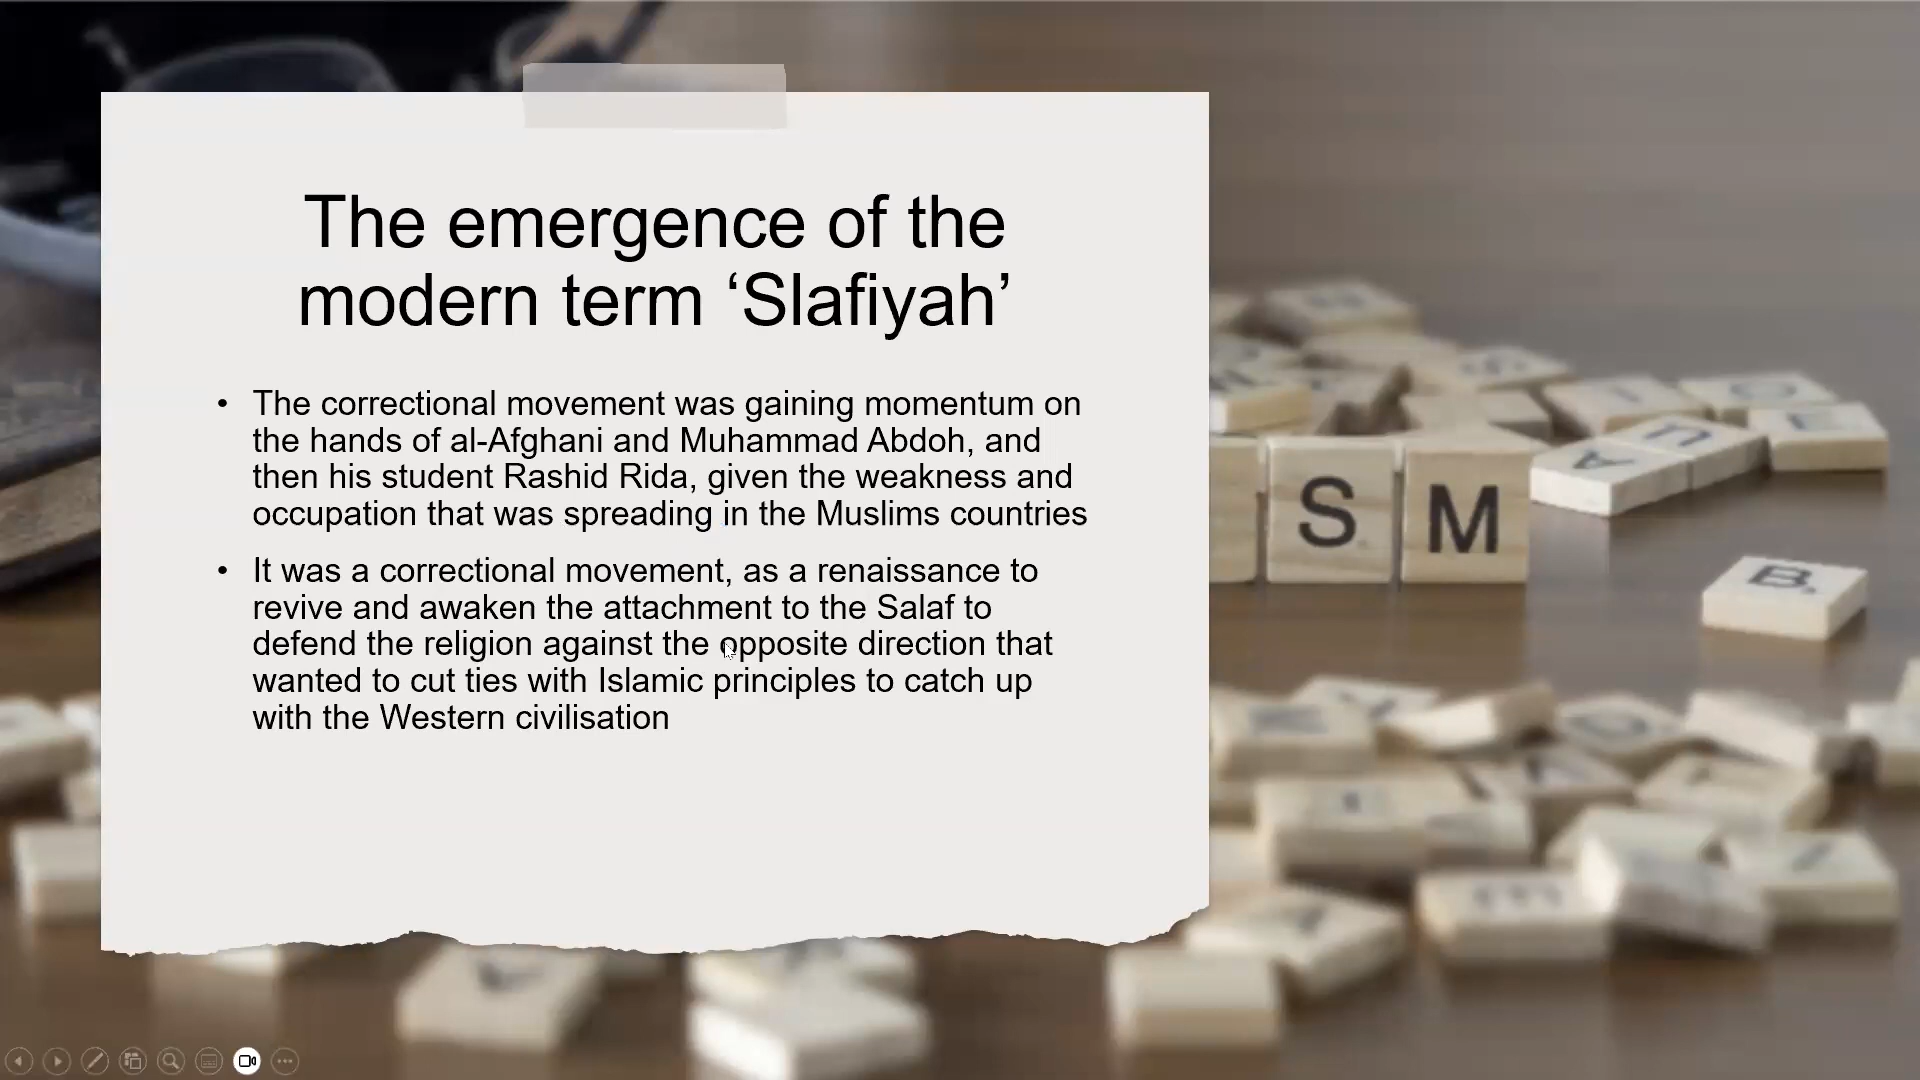 The emergence of the
modern term ‘Slafiyah’
• The correctional movement was gaining momentum on
the hands of al-Afghani and Muhammad Abdoh, and
then his student Rashid Rida, given the weakness and
occupation that was spreading in the Muslims countries
• It was a correctional movement, as a renaissance to
revive and awaken the attachment to the Salaf to
defend the religion against the opposite direction that
wanted to cut ties with Islamic principles to catch up
with the Western civilisation
S M
A U
B